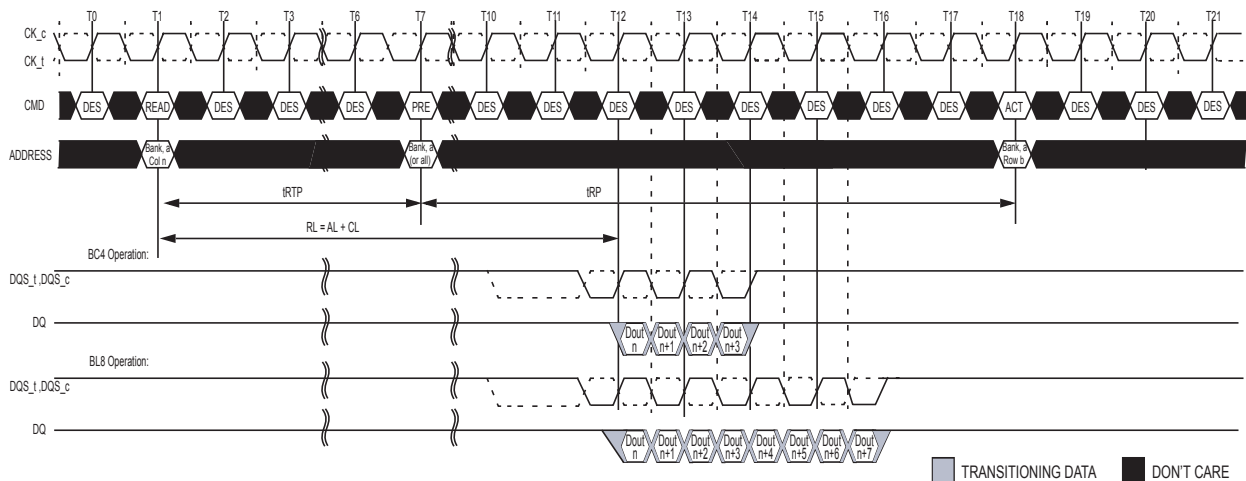 T0 T1 T2 T3 T6 T7 T10 T11 T12 T13 T14 T15 T16 T17 T18 T19 T20 T21
CK_c
CK_t
CMD DES READ DES DES DES PRE DES DES DES DES DES DES DES DES ACT DES DES DES
ADDRESS Bank, a Col n Bank, a (or all) Bank, a Row b
tRTP tRP
RL = AL + CL
BC4 Operation:
DQS_t ,DQS_c
DQ Dout n Dout n+1 Dout n+2 Dout n+3
BL8 Operation:
DQS_t ,DQS_c
DQ Dout n Dout n+1 Dout n+2 Dout n+3 Dout n+4 Dout n+5 Dout n+6 Dout n+7
TRANSITIONING DATA DON'T CARE